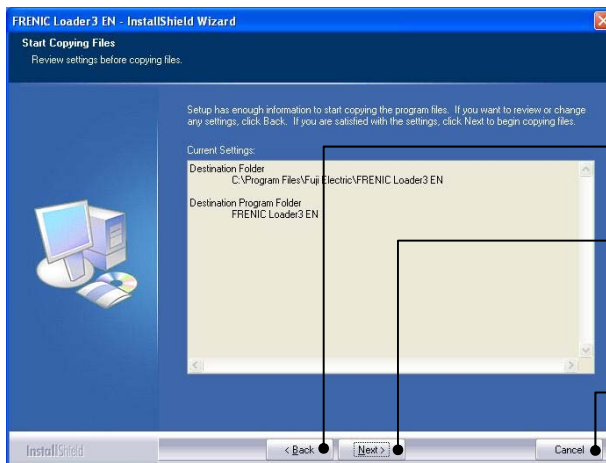 FRENIC Loader3 EN - InstallShield Wizard
Start Copying Files
Review settings before copying files.
Setup has enough information to start copying the program files. If you want to review or change
any settings, click Back. If you are satisfied with the settings, click Next to begin copying files.
Current Settings:
Destination Folder
C:\Program Files\Fuji Electric\FRENIC Loader3 EN
Destination Program Folder
FRENIC Loader3 EN
InstallShield
< Back
Next >
Cancel